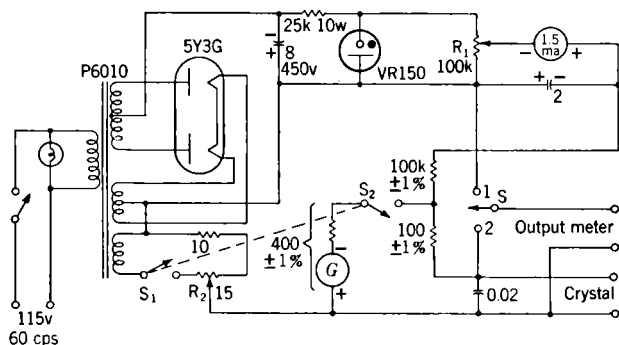 5Y3G
P6010
25k 10w
8
450v
VR150
R1
100k
1.5
ma
- +
+ -
2
100k
±1%
S2
1
S
2
Output meter
400
±1%
100
±1%
G
10
S1
R2
15
0.02
Crystal
115v
60 cps